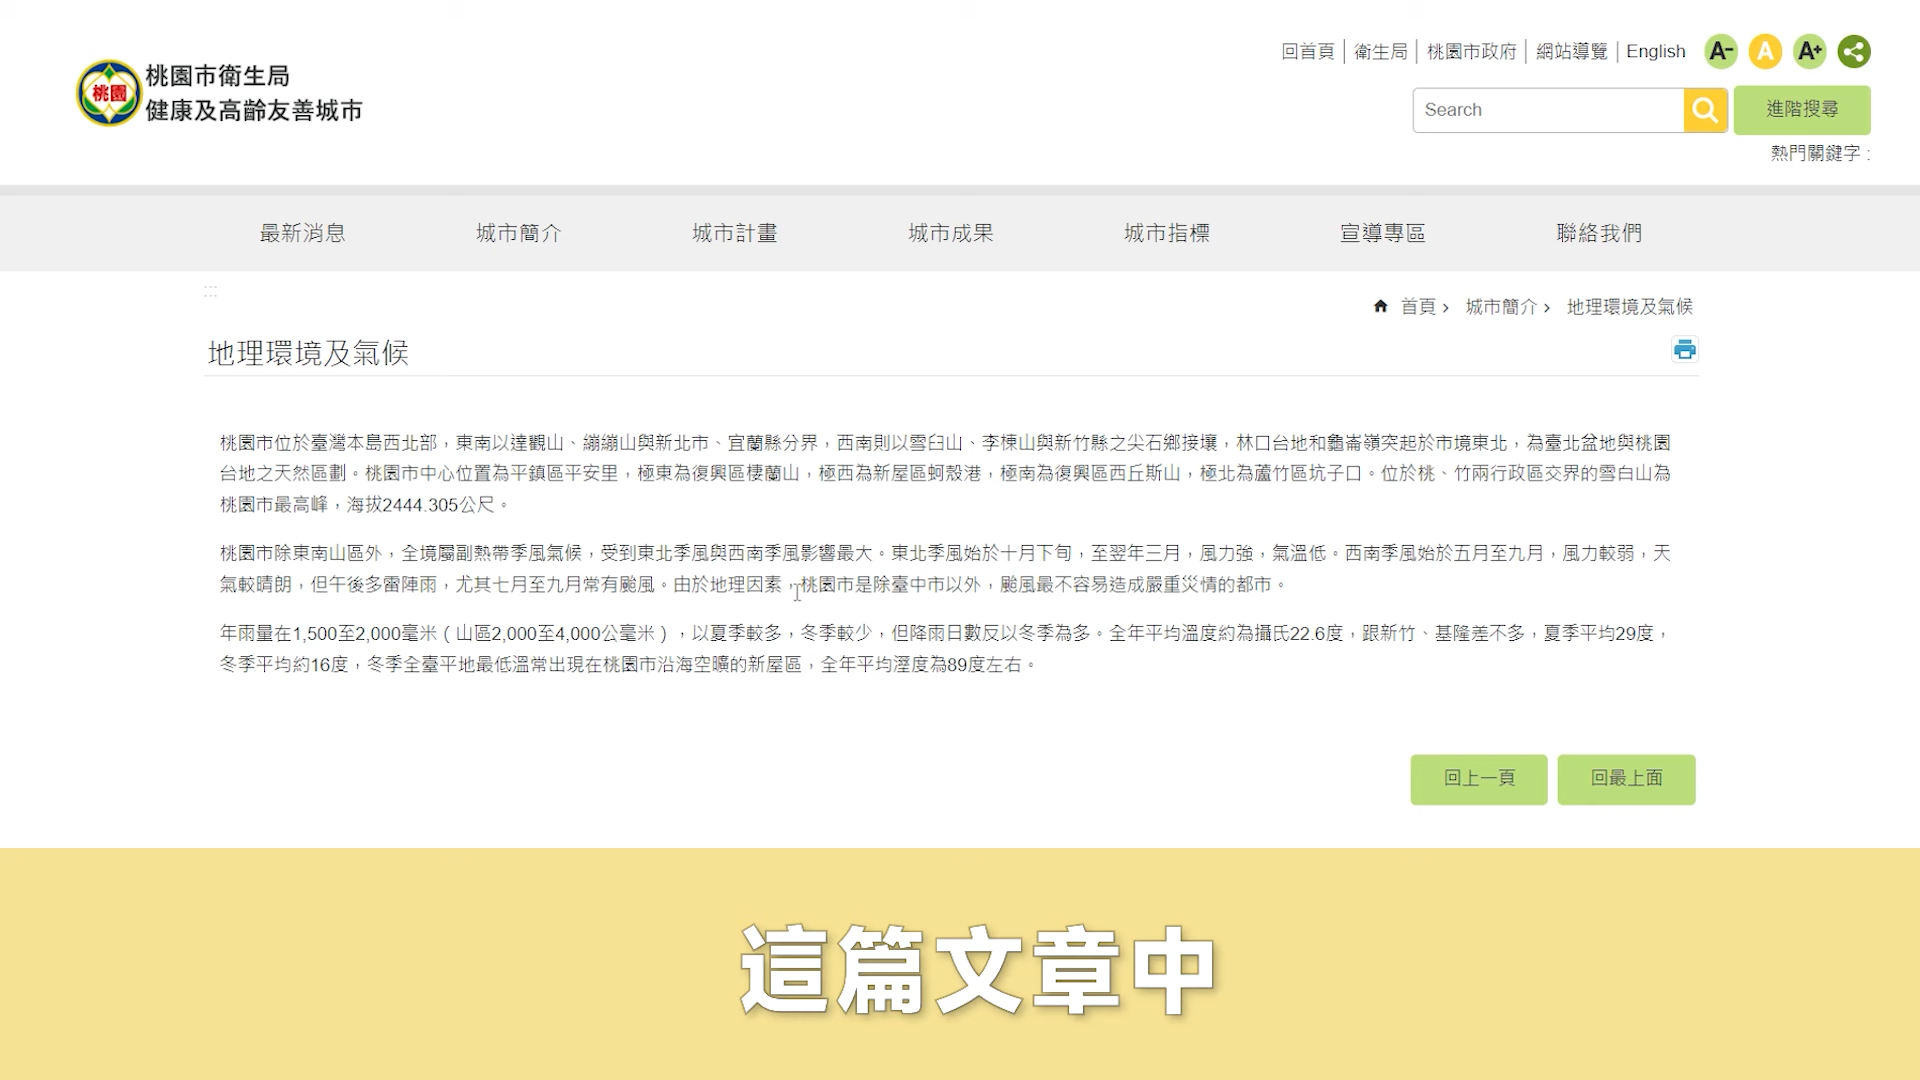 回首頁 衛生局 桃園市政府 網站導覽 English A- A A+
桃園
桃園市衛生局
健康及高齡友善城市
Search 進階搜尋
熱門關鍵字：
最新消息 城市簡介 城市計畫 城市成果 城市指標 宣導專區 聯絡我們
:::
首頁 › 城市簡介 › 地理環境及氣候
地理環境及氣候
桃園市位於臺灣本島西北部，東南以達觀山、繃繃山與新北市、宜蘭縣分界，西南則以雪臼山、李棟山與新竹縣之尖石鄉接壤，林口台地和龜崙嶺突起於市境東北，為臺北盆地與桃園
台地之天然區劃。桃園市中心位置為平鎮區平安里，極東為復興區棲蘭山，極西為新屋區蚵殼港，極南為復興區西丘斯山，極北為蘆竹區坑子口。位於桃、竹兩行政區交界的雪白山為
桃園市最高峰，海拔2444.305公尺。
桃園市除東南山區外，全境屬副熱帶季風氣候，受到東北季風與西南季風影響最大。東北季風始於十月下旬，至翌年三月，風力強，氣溫低。西南季風始於五月至九月，風力較弱，天
氣較晴朗，但午後多雷陣雨，尤其七月至九月常有颱風。由於地理因素，桃園市是除臺中市以外，颱風最不容易造成嚴重災情的都市。
年雨量在1,500至2,000毫米（山區2,000至4,000公毫米），以夏季較多，冬季較少，但降雨日數反以冬季為多。全年平均溫度約為攝氏22.6度，跟新竹、基隆差不多，夏季平均29度，
冬季平均約16度，冬季全臺平地最低溫常出現在桃園市沿海空曠的新屋區，全年平均溼度為89度左右。
回上一頁 回最上面
這篇文章中